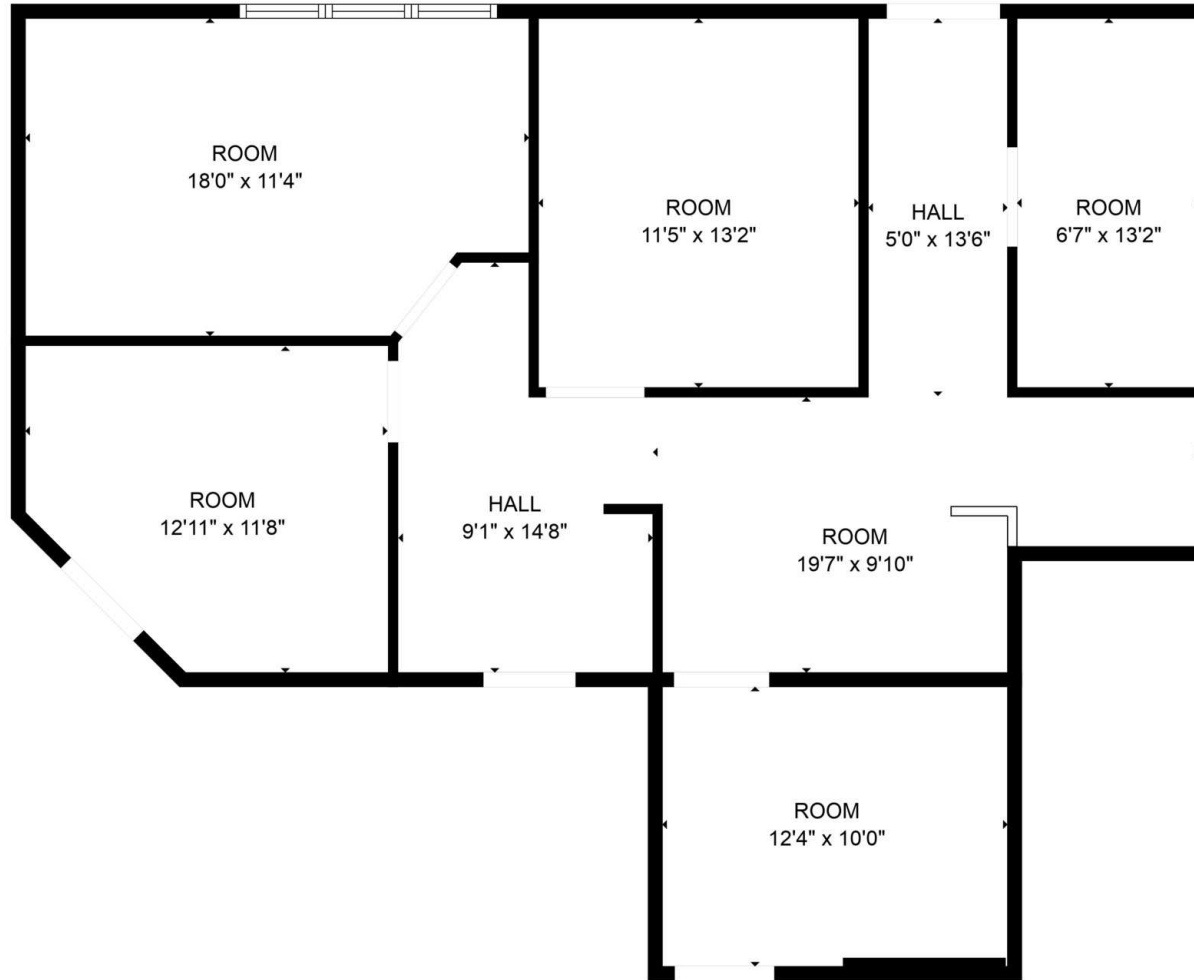 ROOM
18'0" x 11'4"
ROOM
11'5" x 13'2"
HALL
5'0" x 13'6"
ROOM
6'7" x 13'2"
ROOM
12'11" x 11'8"
HALL
9'1" x 14'8"
ROOM
19'7" x 9'10"
ROOM
12'4" x 10'0"